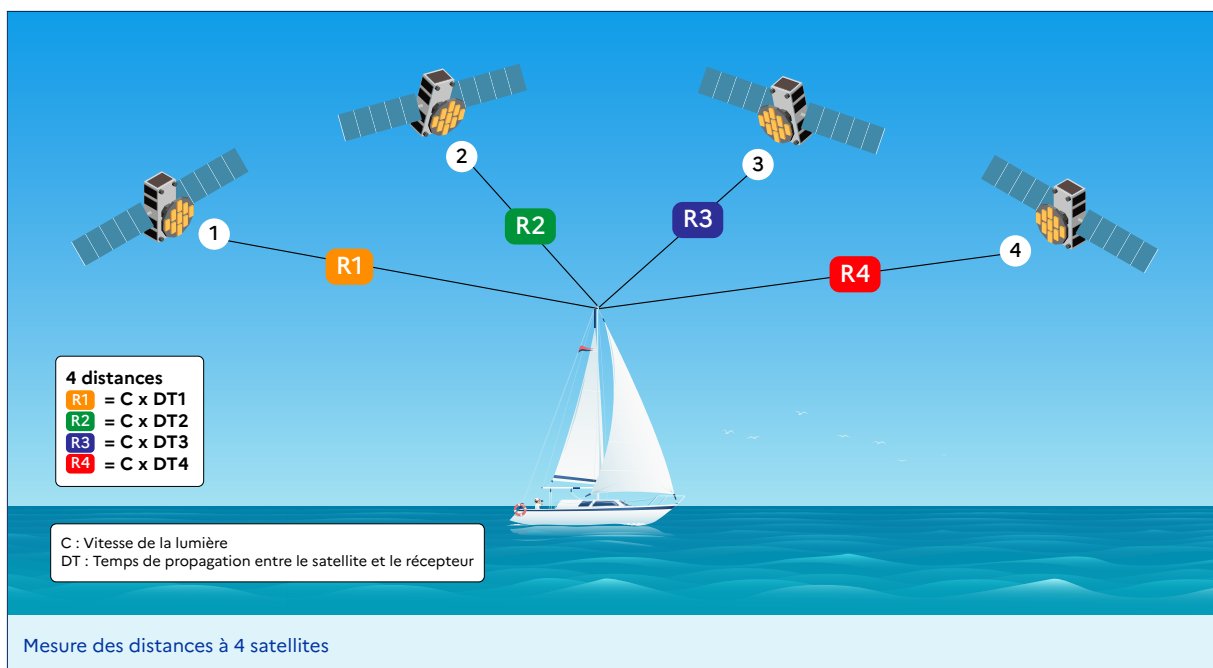 2
3
1
4
R3
R2
R1
R4
4 distances
R1 = C x DT1
R2 = C x DT2
R3 = C x DT3
R4 = C x DT4
C : Vitesse de la lumière
DT : Temps de propagation entre le satellite et le récepteur
Mesure des distances à 4 satellites